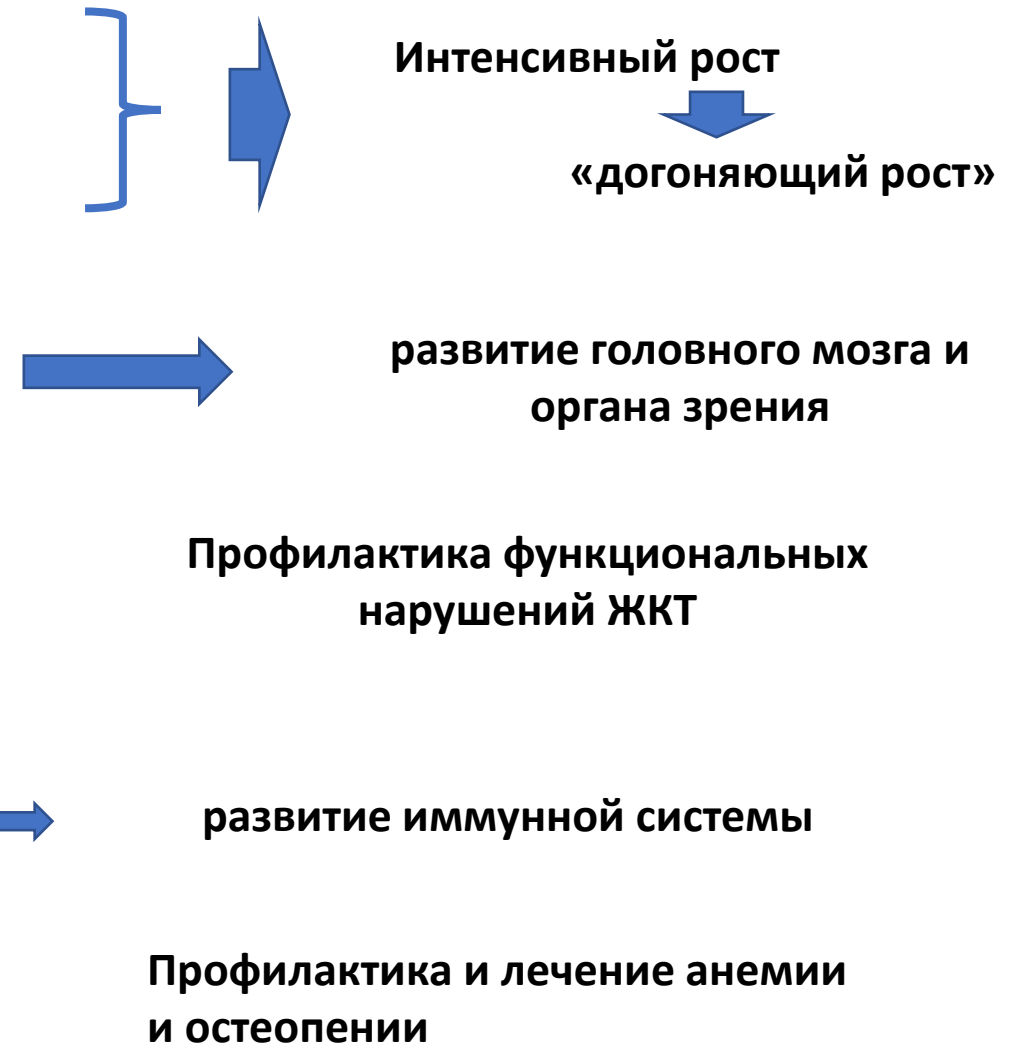 Интенсивный рост
«догоняющий рост»
развитие головного мозга и
органа зрения
Профилактика функциональных
нарушений ЖКТ
развитие иммунной системы
Профилактика и лечение анемии
и остеопении